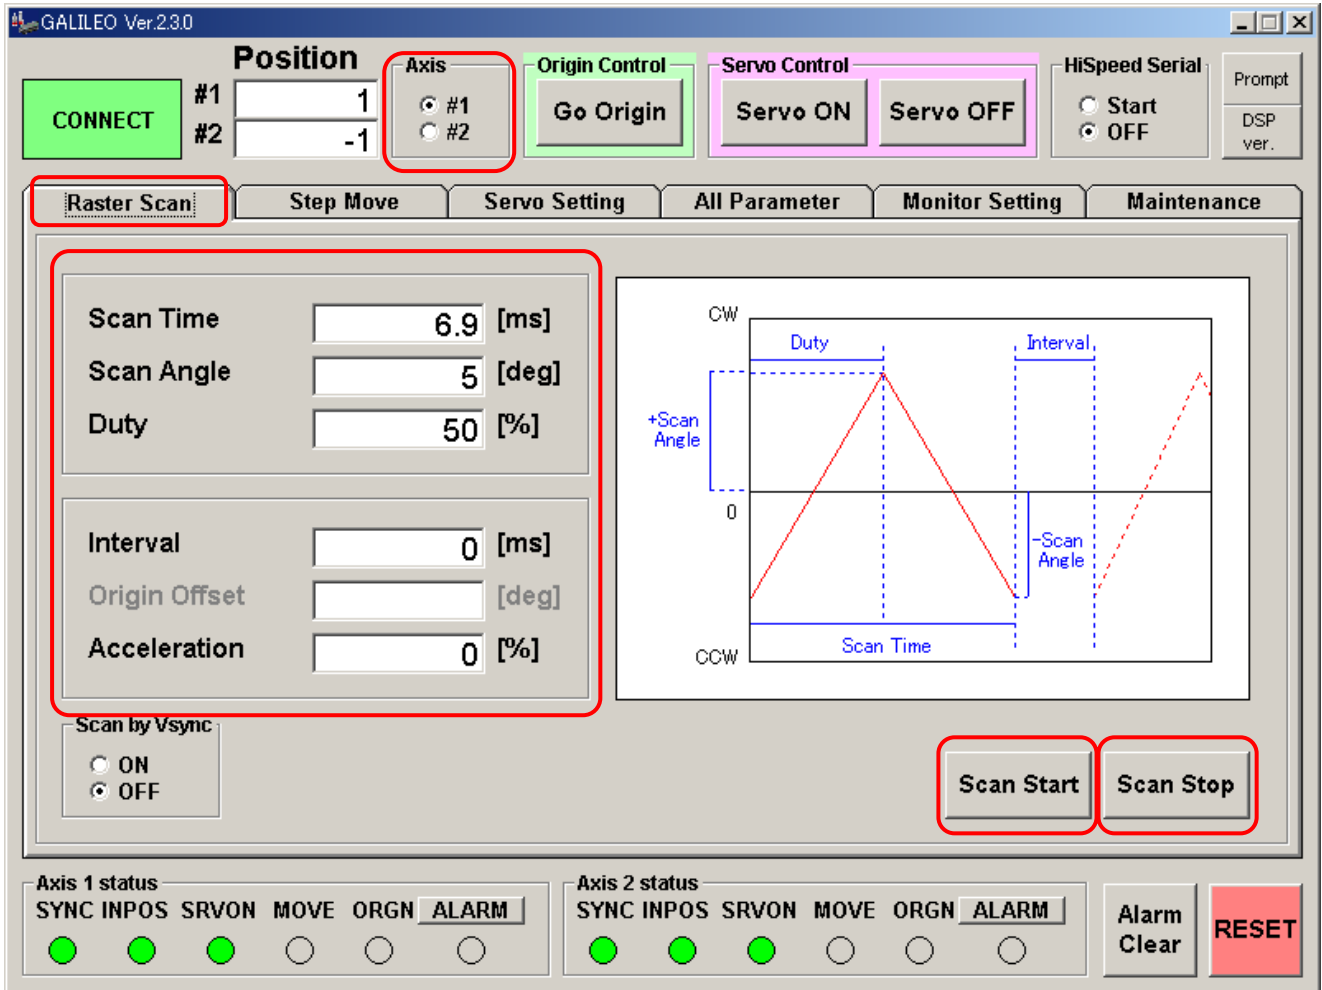 GALILEO Ver.2.3.0
Position
#1 1
#2 -1
CONNECT
Axis
#1
#2
Origin Control
Go Origin
Servo Control
Servo ON
Servo OFF
HiSpeed Serial
Start
OFF
Prompt
DSP
ver.
Raster Scan
Step Move
Servo Setting
All Parameter
Monitor Setting
Maintenance
Scan Time 6.9 [ms]
Scan Angle 5 [deg]
Duty 50 [%]
Interval 0 [ms]
Origin Offset [deg]
Acceleration 0 [%]
CW
Duty
Interval
+Scan
Angle
0
-Scan
Angle
Scan Time
CCW
Scan by Vsync
ON
OFF
Scan Start
Scan Stop
Axis 1 status
SYNC INPOS SRVON MOVE ORGN ALARM
Axis 2 status
SYNC INPOS SRVON MOVE ORGN ALARM
Alarm
Clear
RESET